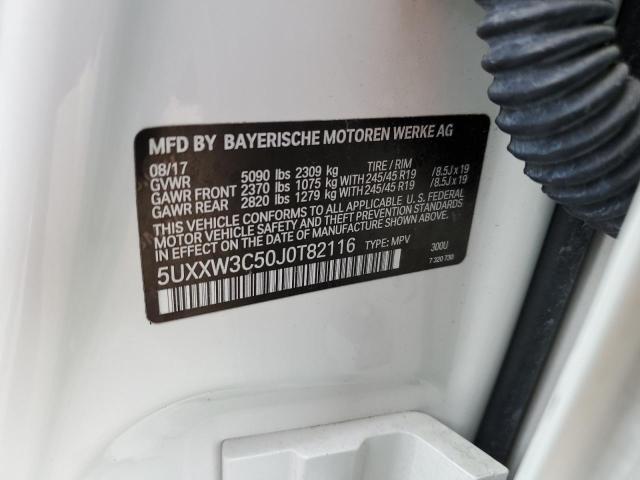 MFD BY BAYERISCHE MOTOREN WERKE AG
08/17 TIRE / RIM
GVWR 5090 lbs 2309 kg
GAWR FRONT 2370 lbs 1075 kg WITH 245/45 R19 /8.5J x 19
GAWR REAR 2820 lbs 1279 kg WITH 245/45 R19 /8.5J x 19
THIS VEHICLE CONFORMS TO ALL APPLICABLE U. S. FEDERAL
MOTOR VEHICLE SAFETY AND THEFT PREVENTION STANDARDS
IN EFFECT ON THE DATE OF MANUFACTURE SHOWN ABOVE.
5UXXW3C50J0T82116 TYPE: MPV 300U
7 320 730